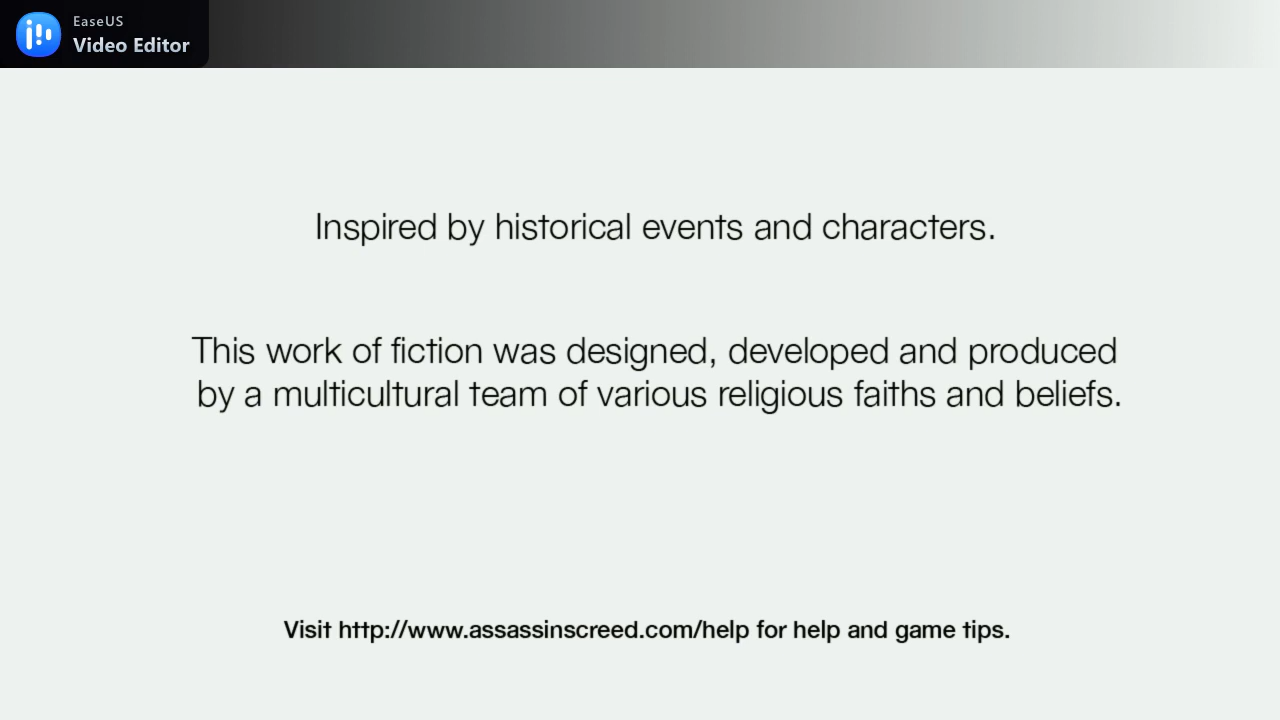 EaseUS
Video Editor
Inspired by historical events and characters.
This work of fiction was designed, developed and produced
by a multicultural team of various religious faiths and beliefs.
Visit http://www.assassinscreed.com/help for help and game tips.